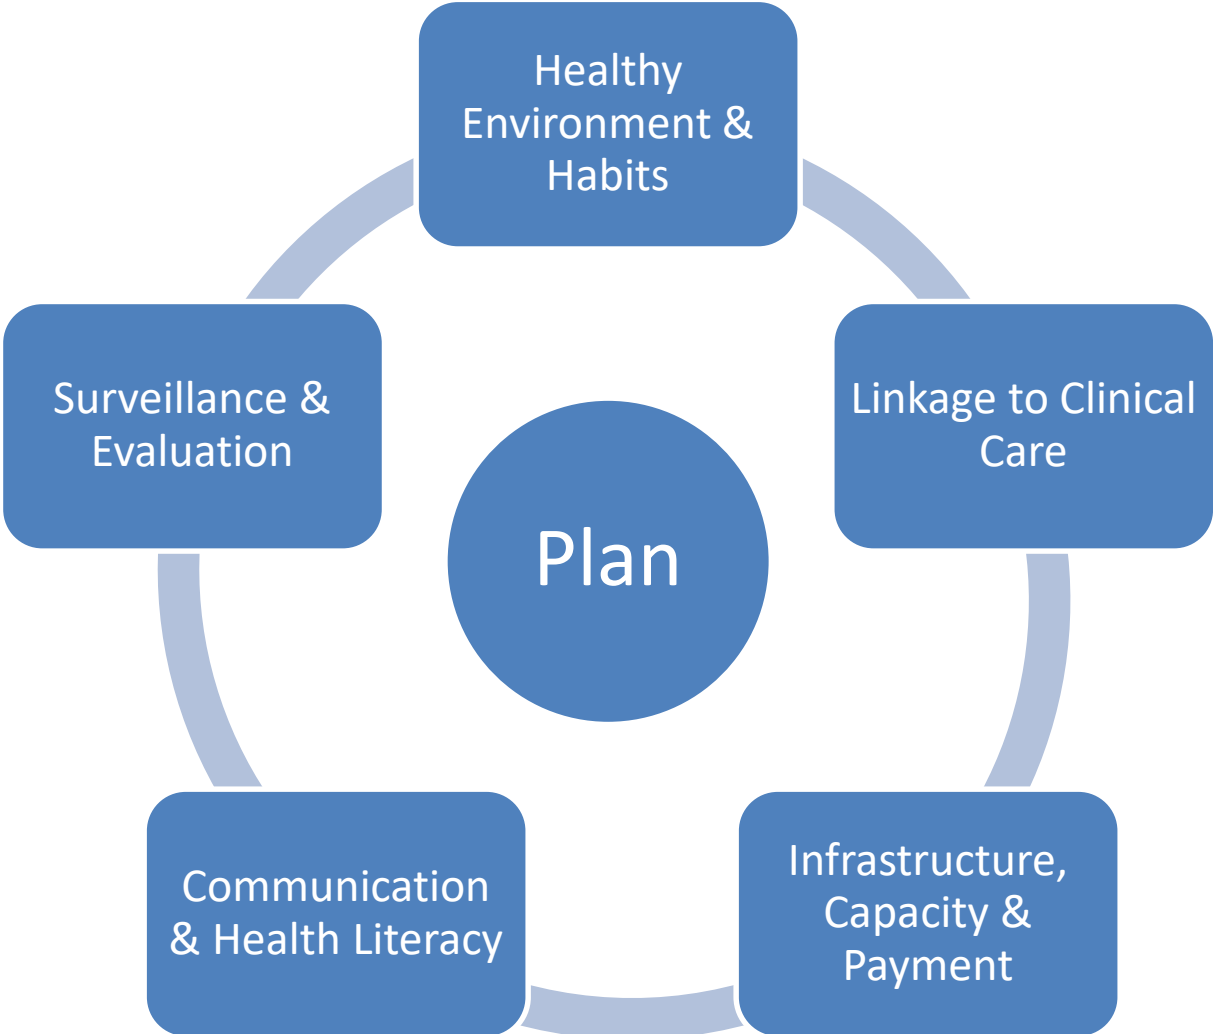 Healthy
Environment &
Habits
Surveillance &
Evaluation
Linkage to Clinical
Care
Plan
Communication
& Health Literacy
Infrastructure,
Capacity &
Payment